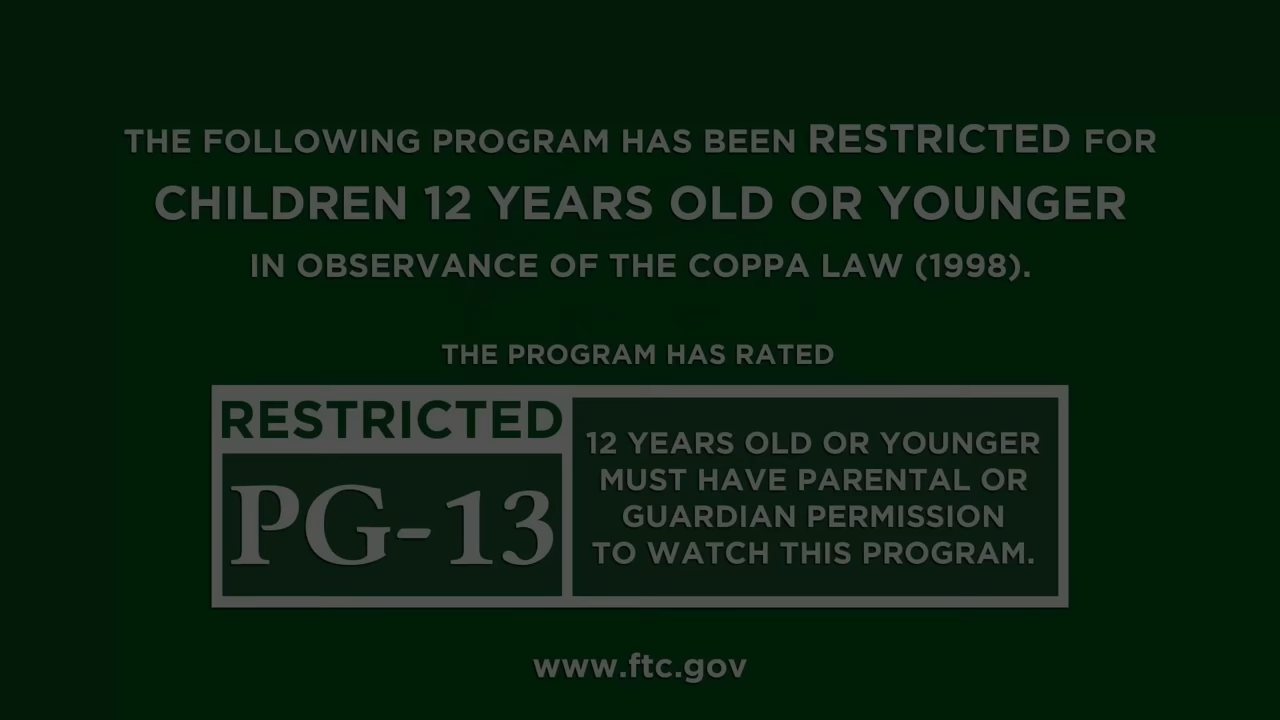 THE FOLLOWING PROGRAM HAS BEEN RESTRICTED FOR
CHILDREN 12 YEARS OLD OR YOUNGER
IN OBSERVANCE OF THE COPPA LAW (1998).
THE PROGRAM HAS RATED
RESTRICTED
PG-13
12 YEARS OLD OR YOUNGER
MUST HAVE PARENTAL OR
GUARDIAN PERMISSION
TO WATCH THIS PROGRAM.
www.ftc.gov